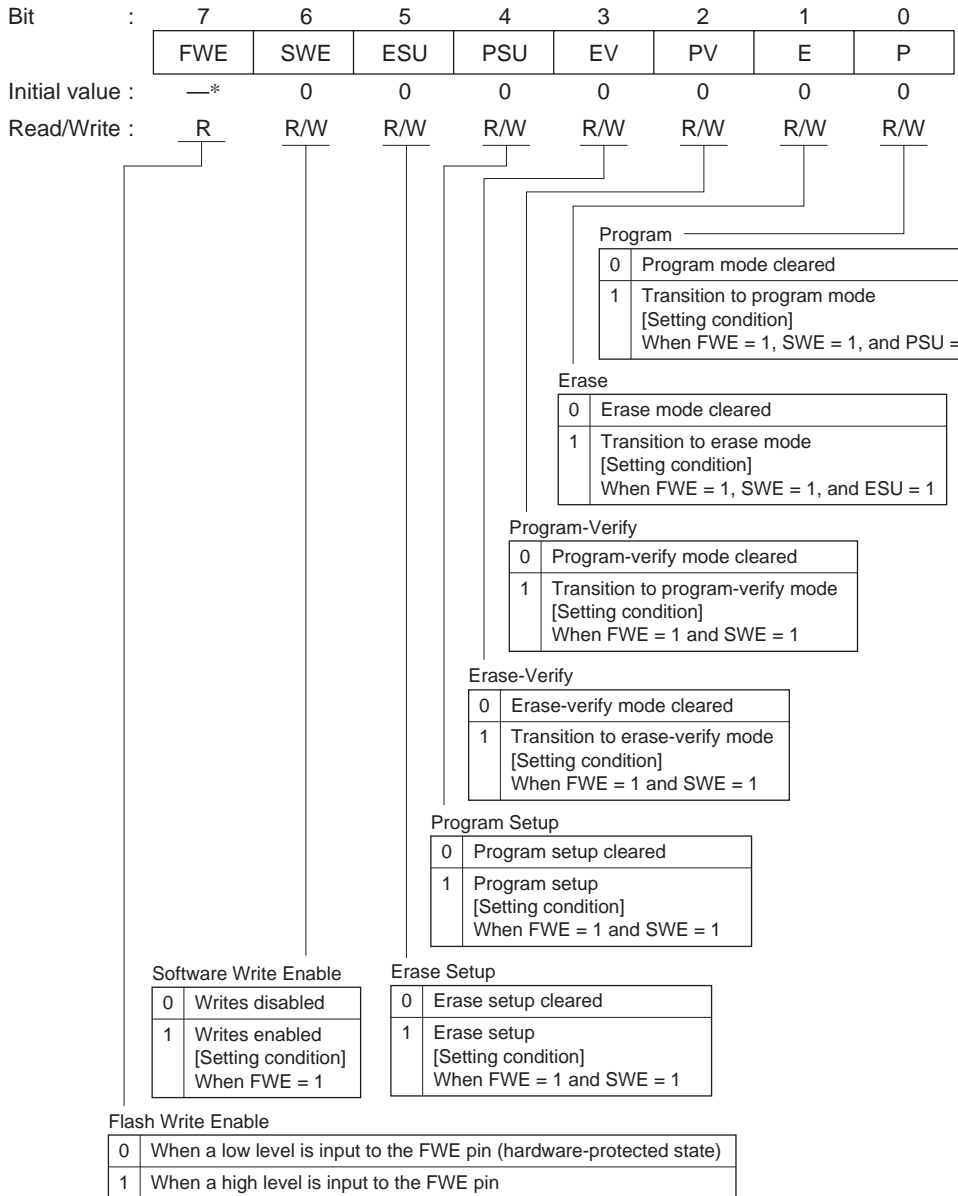 Bit : 7 6 5 4 3 2 1 0
FWE SWE ESU PSU EV PV E P
Initial value : —* 0 0 0 0 0 0 0
Read/Write : R R/W R/W R/W R/W R/W R/W R/W
Program
0 Program mode cleared
1 Transition to program mode
[Setting condition]
When FWE = 1, SWE = 1, and PSU =
Erase
0 Erase mode cleared
1 Transition to erase mode
[Setting condition]
When FWE = 1, SWE = 1, and ESU = 1
Program-Verify
0 Program-verify mode cleared
1 Transition to program-verify mode
[Setting condition]
When FWE = 1 and SWE = 1
Erase-Verify
0 Erase-verify mode cleared
1 Transition to erase-verify mode
[Setting condition]
When FWE = 1 and SWE = 1
Program Setup
0 Program setup cleared
1 Program setup
[Setting condition]
When FWE = 1 and SWE = 1
Software Write Enable
0 Writes disabled
1 Writes enabled
[Setting condition]
When FWE = 1
Erase Setup
0 Erase setup cleared
1 Erase setup
[Setting condition]
When FWE = 1 and SWE = 1
Flash Write Enable
0 When a low level is input to the FWE pin (hardware-protected state)
1 When a high level is input to the FWE pin